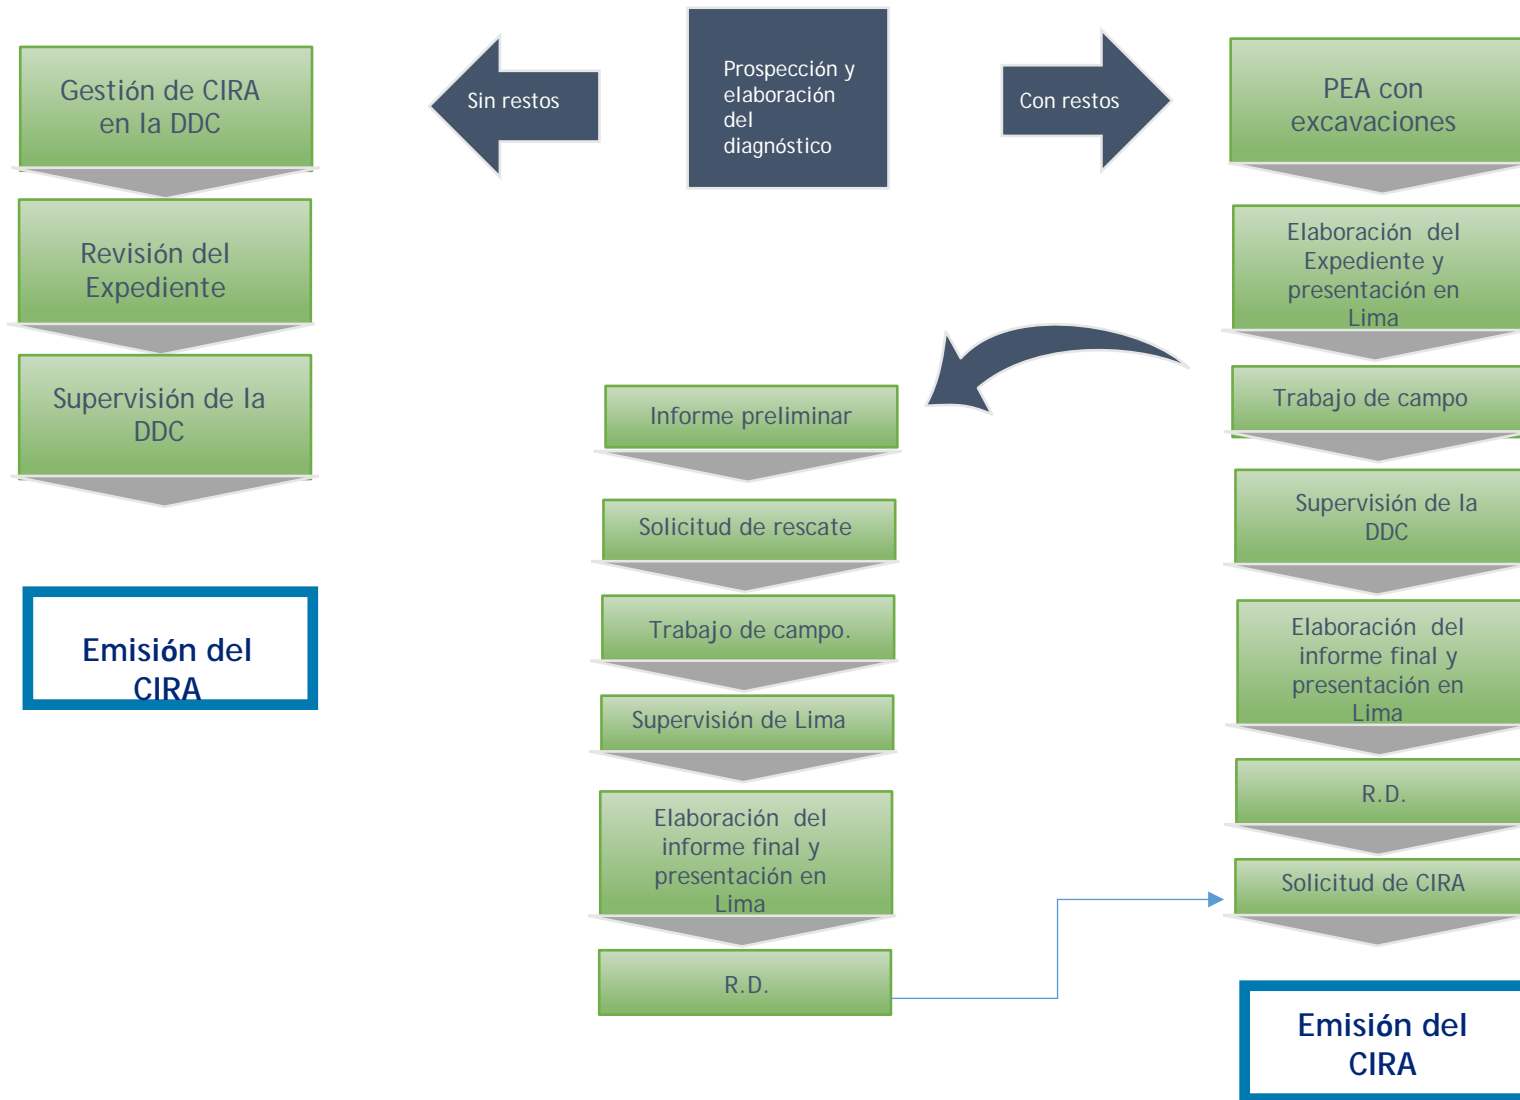 Gestión de CIRA
en la DDC
Revisión del
Expediente
Supervisión de la
DDC
Emisión del
CIRA
Sin restos
Prospección y
elaboración
del
diagnóstico
Con restos
Informe preliminar
Solicitud de rescate
Trabajo de campo.
Supervisión de Lima
Elaboración del
informe final y
presentación en
Lima
R.D.
PEA con
excavaciones
Elaboración del
Expediente y
presentación en
Lima
Trabajo de campo
Supervisión de la
DDC
Elaboración del
informe final y
presentación en
Lima
R.D.
Solicitud de CIRA
Emisión del
CIRA